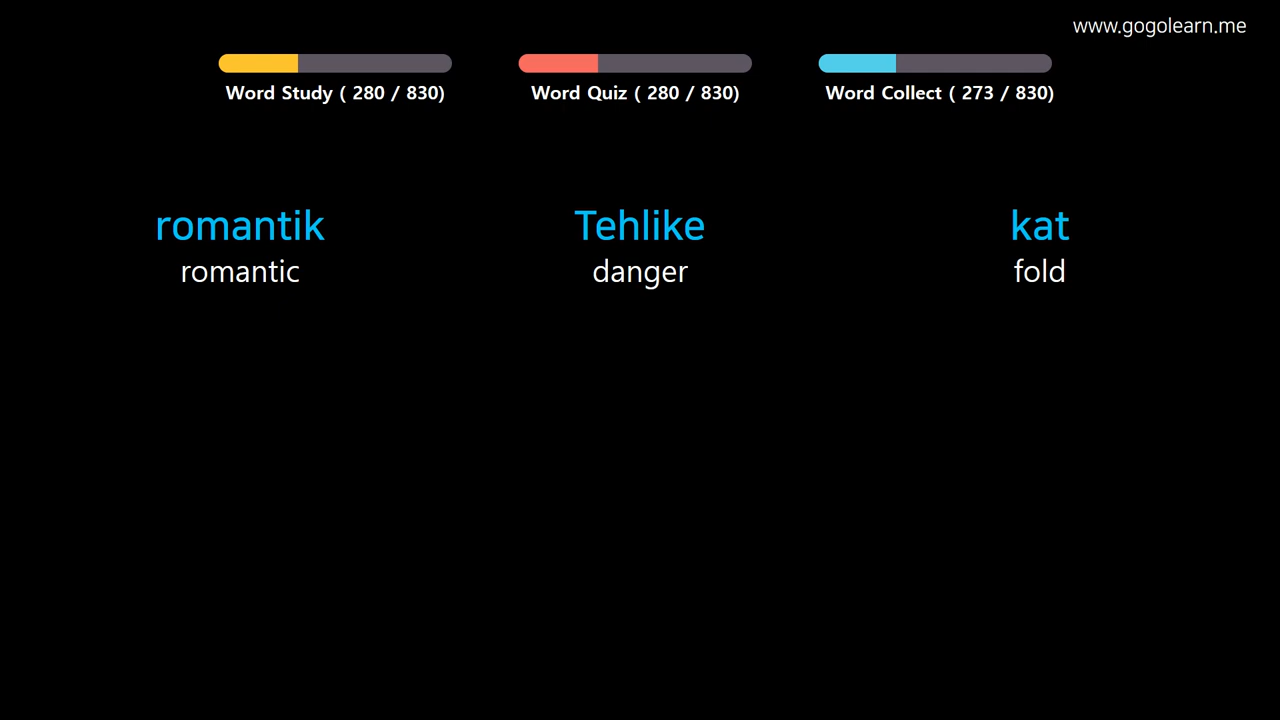 www.gogolearn.me
Word Study ( 280 / 830)
Word Quiz ( 280 / 830)
Word Collect ( 273 / 830)
romantik
romantic
Tehlike
danger
kat
fold